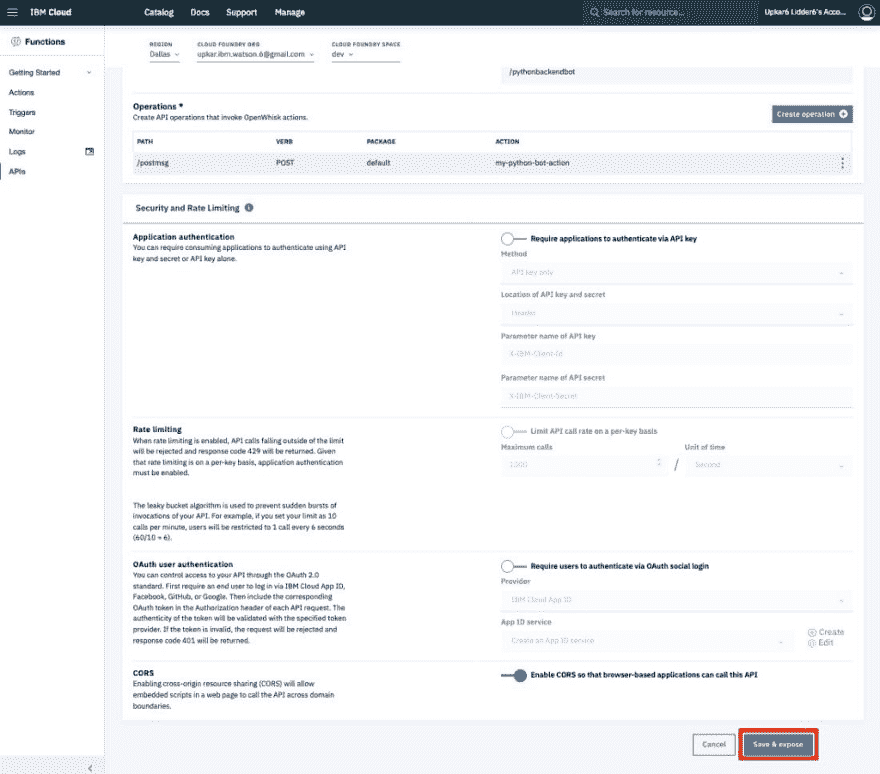 IBM Cloud
Catalog Docs Support Manage
Search for resource...
Upkar6 Lidder6's Acco...
Functions
Getting Started
Actions
Triggers
Monitor
Logs
APIs
REGION
Dallas
CLOUD FOUNDRY ORG
upkar.ibm.watson.6@gmail.com
CLOUD FOUNDRY SPACE
dev
/pythonbackendbot
Operations *
Create API operations that invoke OpenWhisk actions.
Create operation
PATH VERB PACKAGE ACTION
/postmsg POST default my-python-bot-action
Security and Rate Limiting
Application authentication
You can require consuming applications to authenticate using API
key and secret or API key alone.
Require applications to authenticate via API key
Method
API key only
Location of API key and secret
Header
Parameter name of API key
X-IBM-Client-Id
Parameter name of API secret
X-IBM-Client-Secret
Rate limiting
When rate limiting is enabled, API calls falling outside of the limit
will be rejected and response code 429 will be returned. Given
that rate limiting is on a per-key basis, application authentication
must be enabled.
The leaky bucket algorithm is used to prevent sudden bursts of
invocations of your API. For example, if you set your limit as 10
calls per minute, users will be restricted to 1 call every 6 seconds
(60/10 = 6).
Limit API call rate on a per-key basis
Maximum calls
1000
/
Unit of time
Second
OAuth user authentication
You can control access to your API through the OAuth 2.0
standard. First require an end user to log in via IBM Cloud App ID,
Facebook, GitHub, or Google. Then include the corresponding
OAuth token in the Authorization header of each API request. The
authenticity of the token will be validated with the specified token
provider. If the token is invalid, the request will be rejected and
response code 401 will be returned.
Require users to authenticate via OAuth social login
Provider
IBM Cloud App ID
App ID service
Create an App ID service
Create
Edit
CORS
Enabling cross-origin resource sharing (CORS) will allow
embedded scripts in a web page to call the API across domain
boundaries.
Enable CORS so that browser-based applications can call this API
Cancel
Save & expose